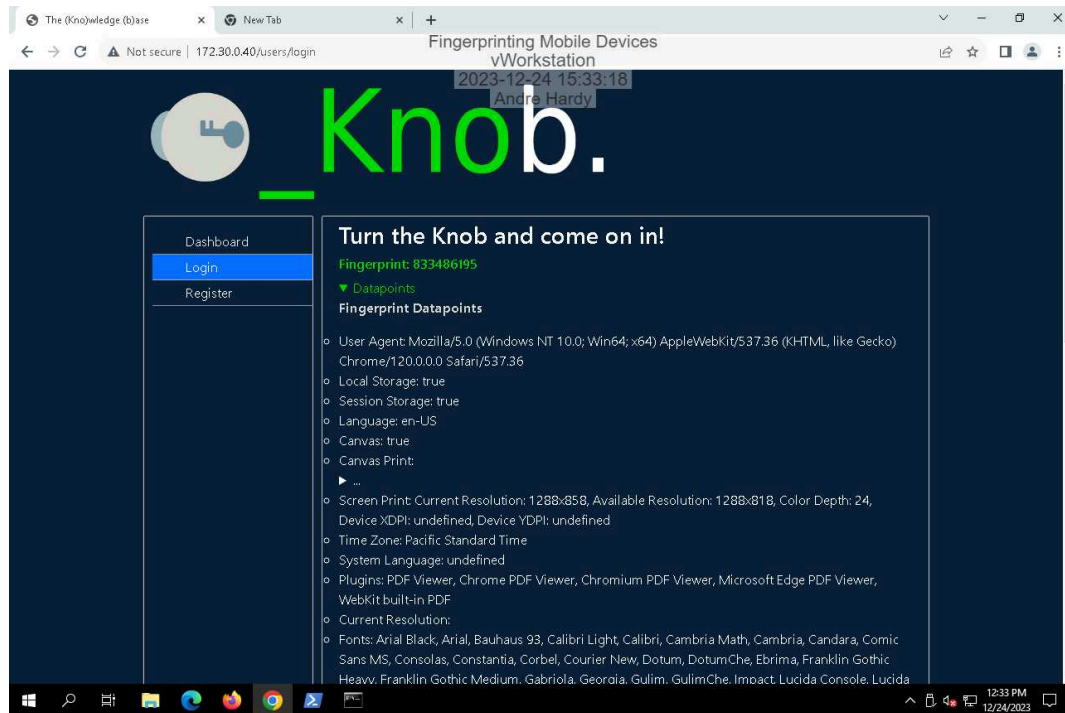 The (Kno)wledge (b)ase
New Tab
Not secure | 172.30.0.40/users/login
Fingerprinting Mobile Devices
vWorkstation
2023-12-24 15:33:18
Andre Hardy
_Knob.
Dashboard
Login
Register
Turn the Knob and come on in!
Fingerprint: 833486195
▼ Datapoints
Fingerprint Datapoints
User Agent: Mozilla/5.0 (Windows NT 10.0; Win64; x64) AppleWebKit/537.36 (KHTML, like Gecko)
Chrome/120.0.0.0 Safari/537.36
Local Storage: true
Session Storage: true
Language: en-US
Canvas: true
Canvas Print:
▶ ...
Screen Print: Current Resolution: 1288x858, Available Resolution: 1288x818, Color Depth: 24,
Device XDPI: undefined, Device YDPI: undefined
Time Zone: Pacific Standard Time
System Language: undefined
Plugins: PDF Viewer, Chrome PDF Viewer, Chromium PDF Viewer, Microsoft Edge PDF Viewer,
WebKit built-in PDF
Current Resolution:
Fonts: Arial Black, Arial, Bauhaus 93, Calibri Light, Calibri, Cambria Math, Cambria, Candara, Comic
Sans MS, Consolas, Constantia, Corbel, Courier New, Dotum, DotumChe, Ebrima, Franklin Gothic
Heavy, Franklin Gothic Medium, Gabriola, Georgia, Gulim, GulimChe, Impact, Lucida Console, Lucida
12:33 PM
12/24/2023